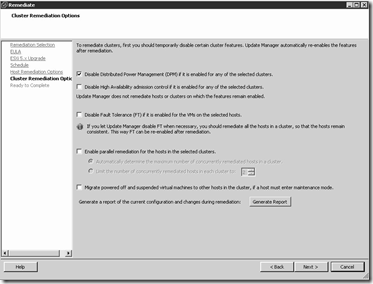 Remediate
Cluster Remediation Options
Remediation Selection
EULA
ESXi 5.x Upgrade
Schedule
Host Remediation Options
Cluster Remediation Optio
Ready to Complete
To remediate clusters, first you should temporarily disable certain cluster features. Update Manager automatically re-enables the features
after remediation.
Disable Distributed Power Management (DPM) if it is enabled for any of the selected clusters.
Disable High Availability admission control if it is enabled for any of the selected clusters.
Update Manager does not remediate hosts or clusters on which the features remain enabled.
Disable Fault Tolerance (FT) if it is enabled for the VMs on the selected hosts.
If you let Update Manager disable FT when necessary, you should remediate all the hosts in a cluster, so that the hosts remain
consistent. This way FT can be re-enabled after remediation.
Enable parallel remediation for the hosts in the selected clusters.
Automatically determine the maximum number of concurrently remediated hosts in a cluster.
Limit the number of concurrently remediated hosts in each cluster to:
Migrate powered off and suspended virtual machines to other hosts in the cluster, if a host must enter maintenance mode.
Generate a report of the current configuration and changes during remediation: Generate Report
Help < Back Next > Cancel